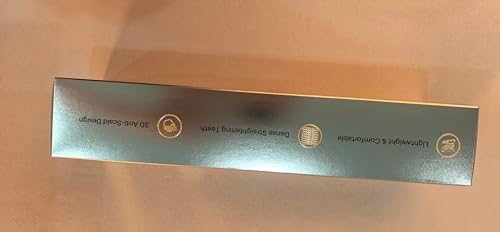 Lightweight & Comfortable
Dense Straightening Teeth
3D Anti-Scald Design